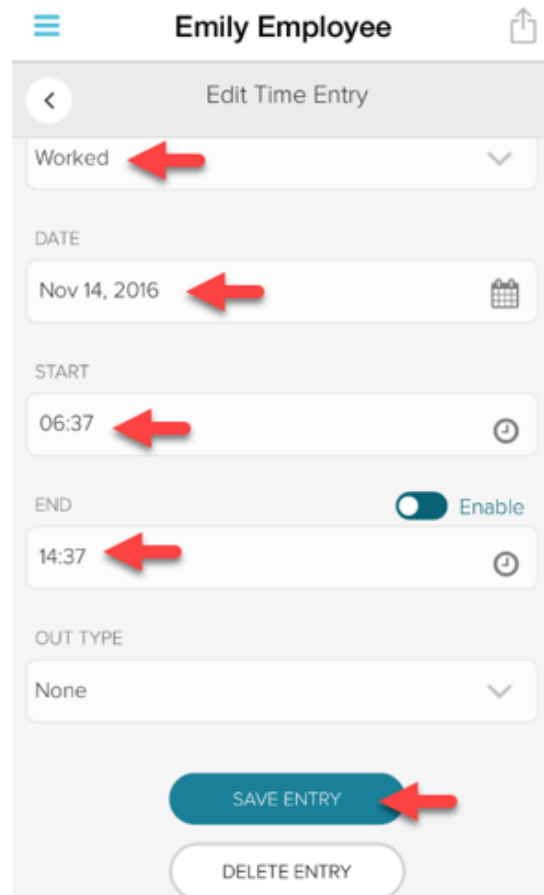 Emily Employee
Edit Time Entry
Worked
DATE
Nov 14, 2016
START
06:37
END
Enable
14:37
OUT TYPE
None
SAVE ENTRY
DELETE ENTRY